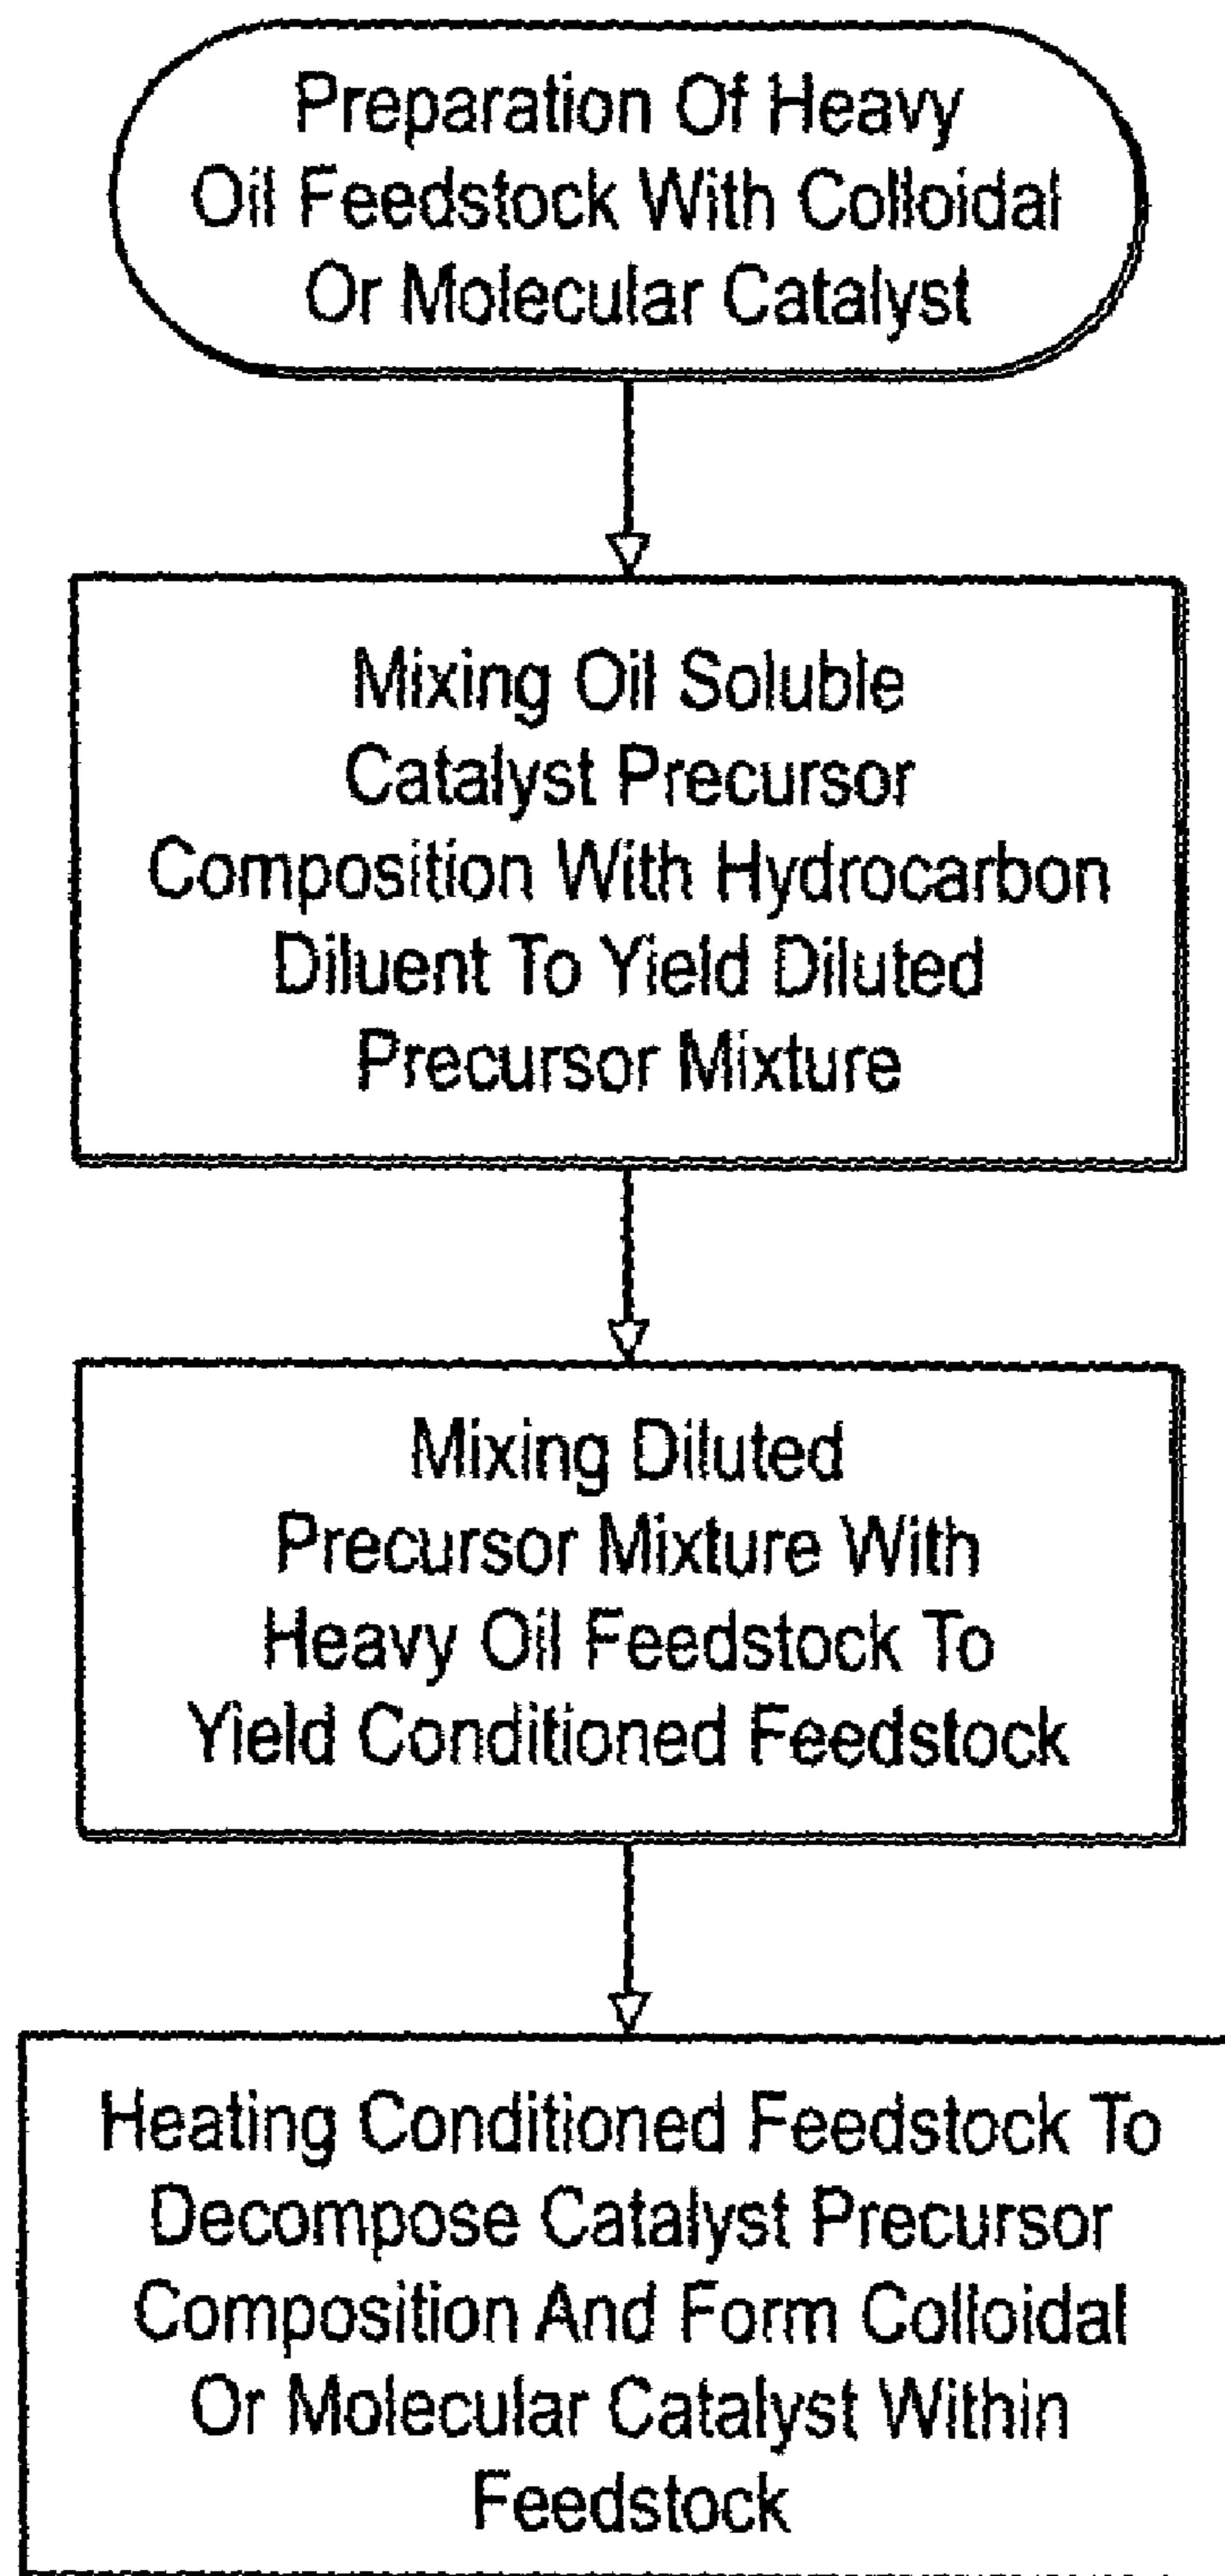 Preparation Of Heavy
Oil Feedstock With Colloidal
Or Molecular Catalyst
Mixing Oil Soluble
Catalyst Precursor
Composition With Hydrocarbon
Diluent To Yield Diluted
Precursor Mixture
Mixing Diluted
Precursor Mixture With
Heavy Oil Feedstock To
Yield Conditioned Feedstock
Heating Conditioned Feedstock To
Decompose Catalyst Precursor
Composition And Form Colloidal
Or Molecular Catalyst Within
Feedstock